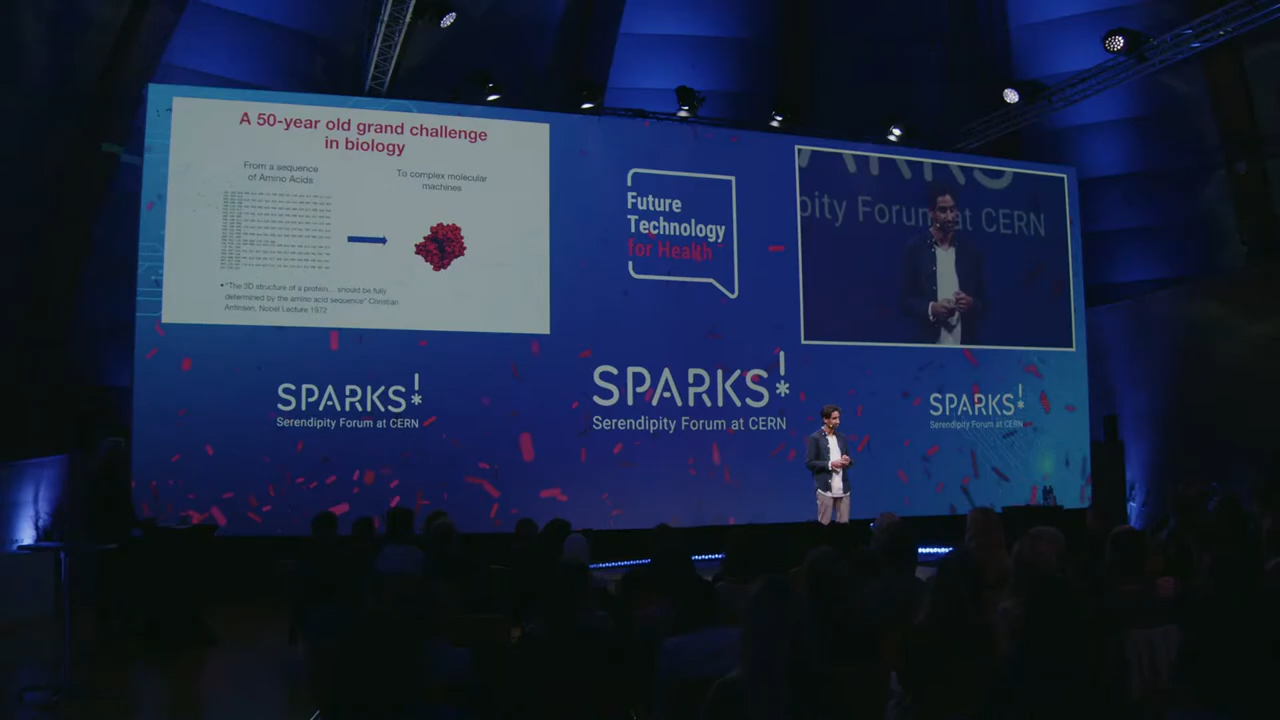 A 50-year old grand challenge
in biology
From a sequence
of Amino Acids
To complex molecular
machines
• "The 3D structure of a protein... should be fully
determined by the amino acid sequence" Christian
Anfinsen, Nobel Lecture 1972
Future
Technology
for Health
ARKS
pity Forum at CERN
SPARKS!
Serendipity Forum at CERN
SPARKS!
Serendipity Forum at CERN
SPARKS!
Serendipity Forum at CERN